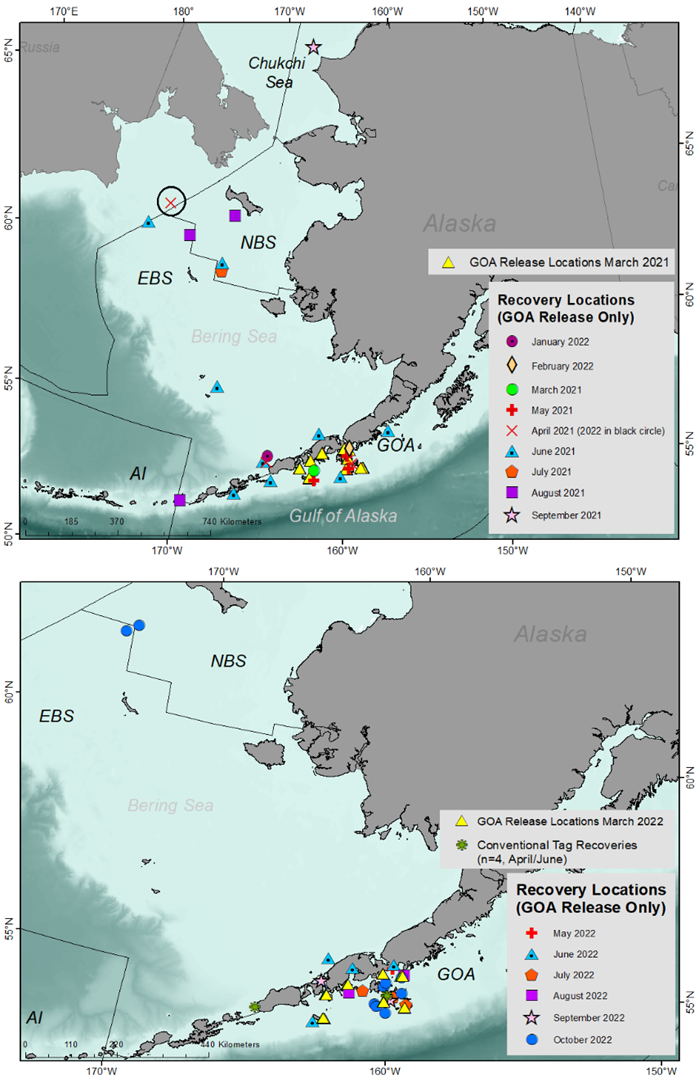 170°E 180° 170°W 160°W 150°W 140°W
65°N
Russia
Chukchi
Sea
65°N
60°N
Alaska
NBS
EBS
GOA Release Locations March 2021
60°N
Recovery Locations
(GOA Release Only)
January 2022
February 2022
March 2021
May 2021
April 2021 (2022 in black circle)
June 2021
July 2021
August 2021
September 2021
Bering Sea
55°N
55°N
GOA
AI
Gulf of Alaska
0 185 370 740 Kilometers
50°N
170°W 160°W 150°W
170°W 160°W 150°W
Alaska
NBS
60°N
EBS
60°N
Bering Sea
GOA Release Locations March 2022
Conventional Tag Recoveries
(n=4, April/June)
Recovery Locations
(GOA Release Only)
May 2022
June 2022
July 2022
August 2022
September 2022
October 2022
55°N
GOA
55°N
AI
0 110 220 440 Kilometers
170°W 160°W